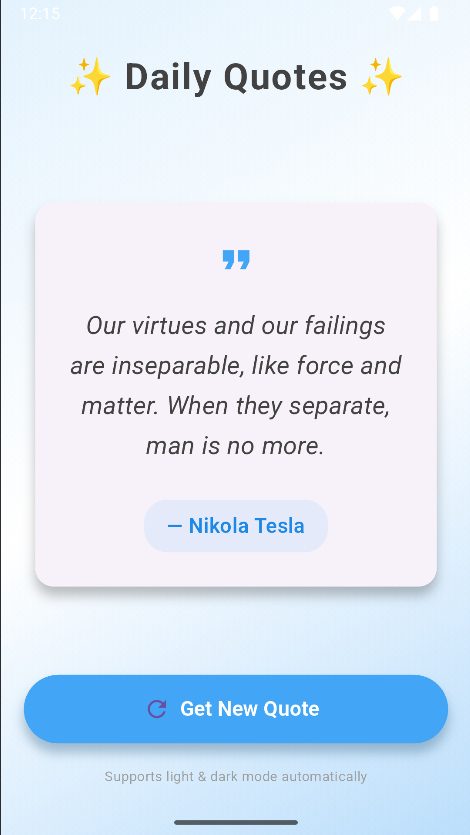 12:15
✨ Daily Quotes ✨
”
Our virtues and our failings
are inseparable, like force and
matter. When they separate,
man is no more.
— Nikola Tesla
Get New Quote
Supports light & dark mode automatically